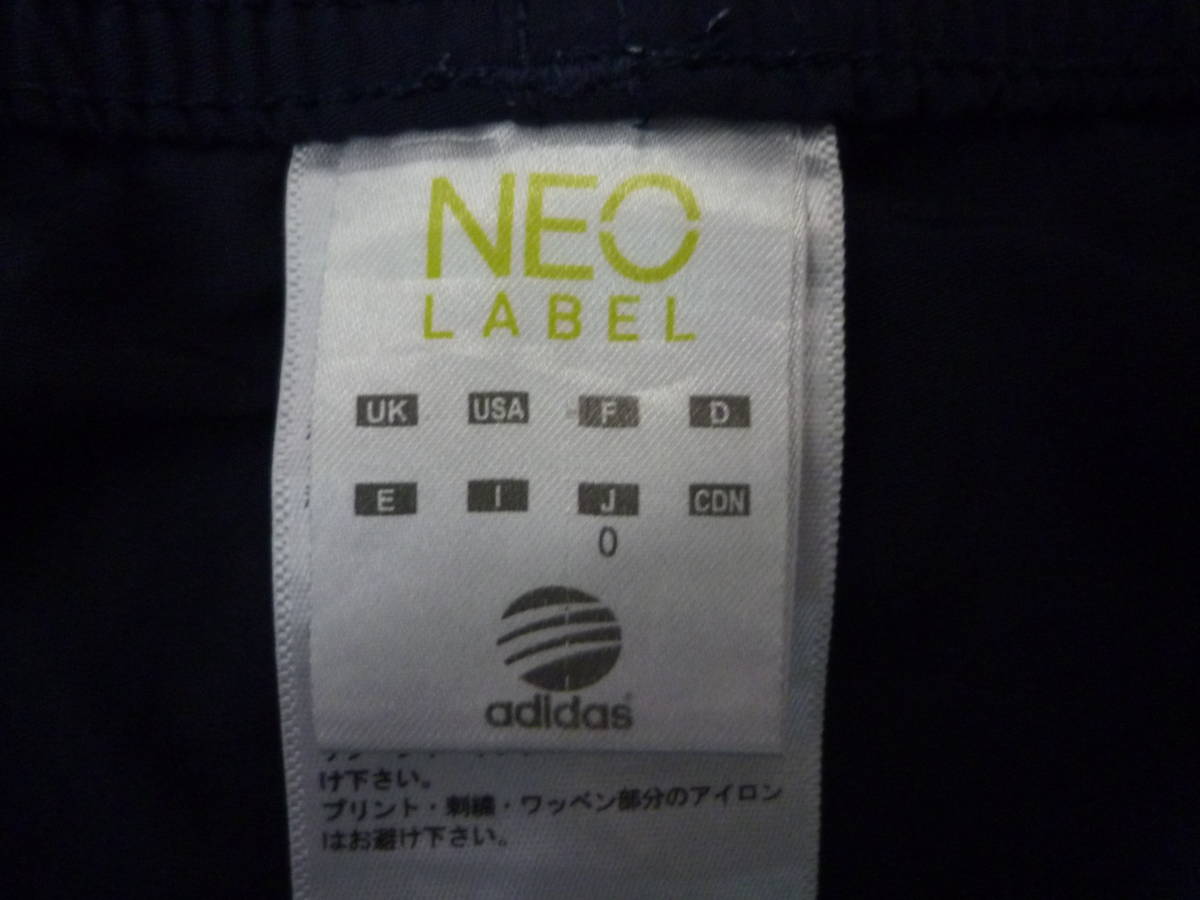 NEO
LABEL
UK USA F D
E I J CDN
0
adidas
け下さい。
プリント・刺繍・ワッペン部分のアイロン
はお避け下さい。